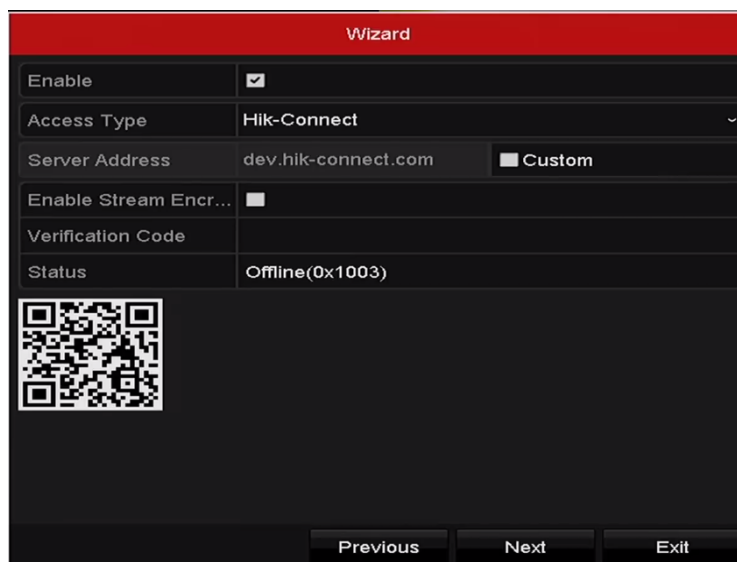 Wizard
Enable
Access Type Hik-Connect
Server Address dev.hik-connect.com Custom
Enable Stream Encr...
Verification Code
Status Offline(0x1003)
Previous Next Exit